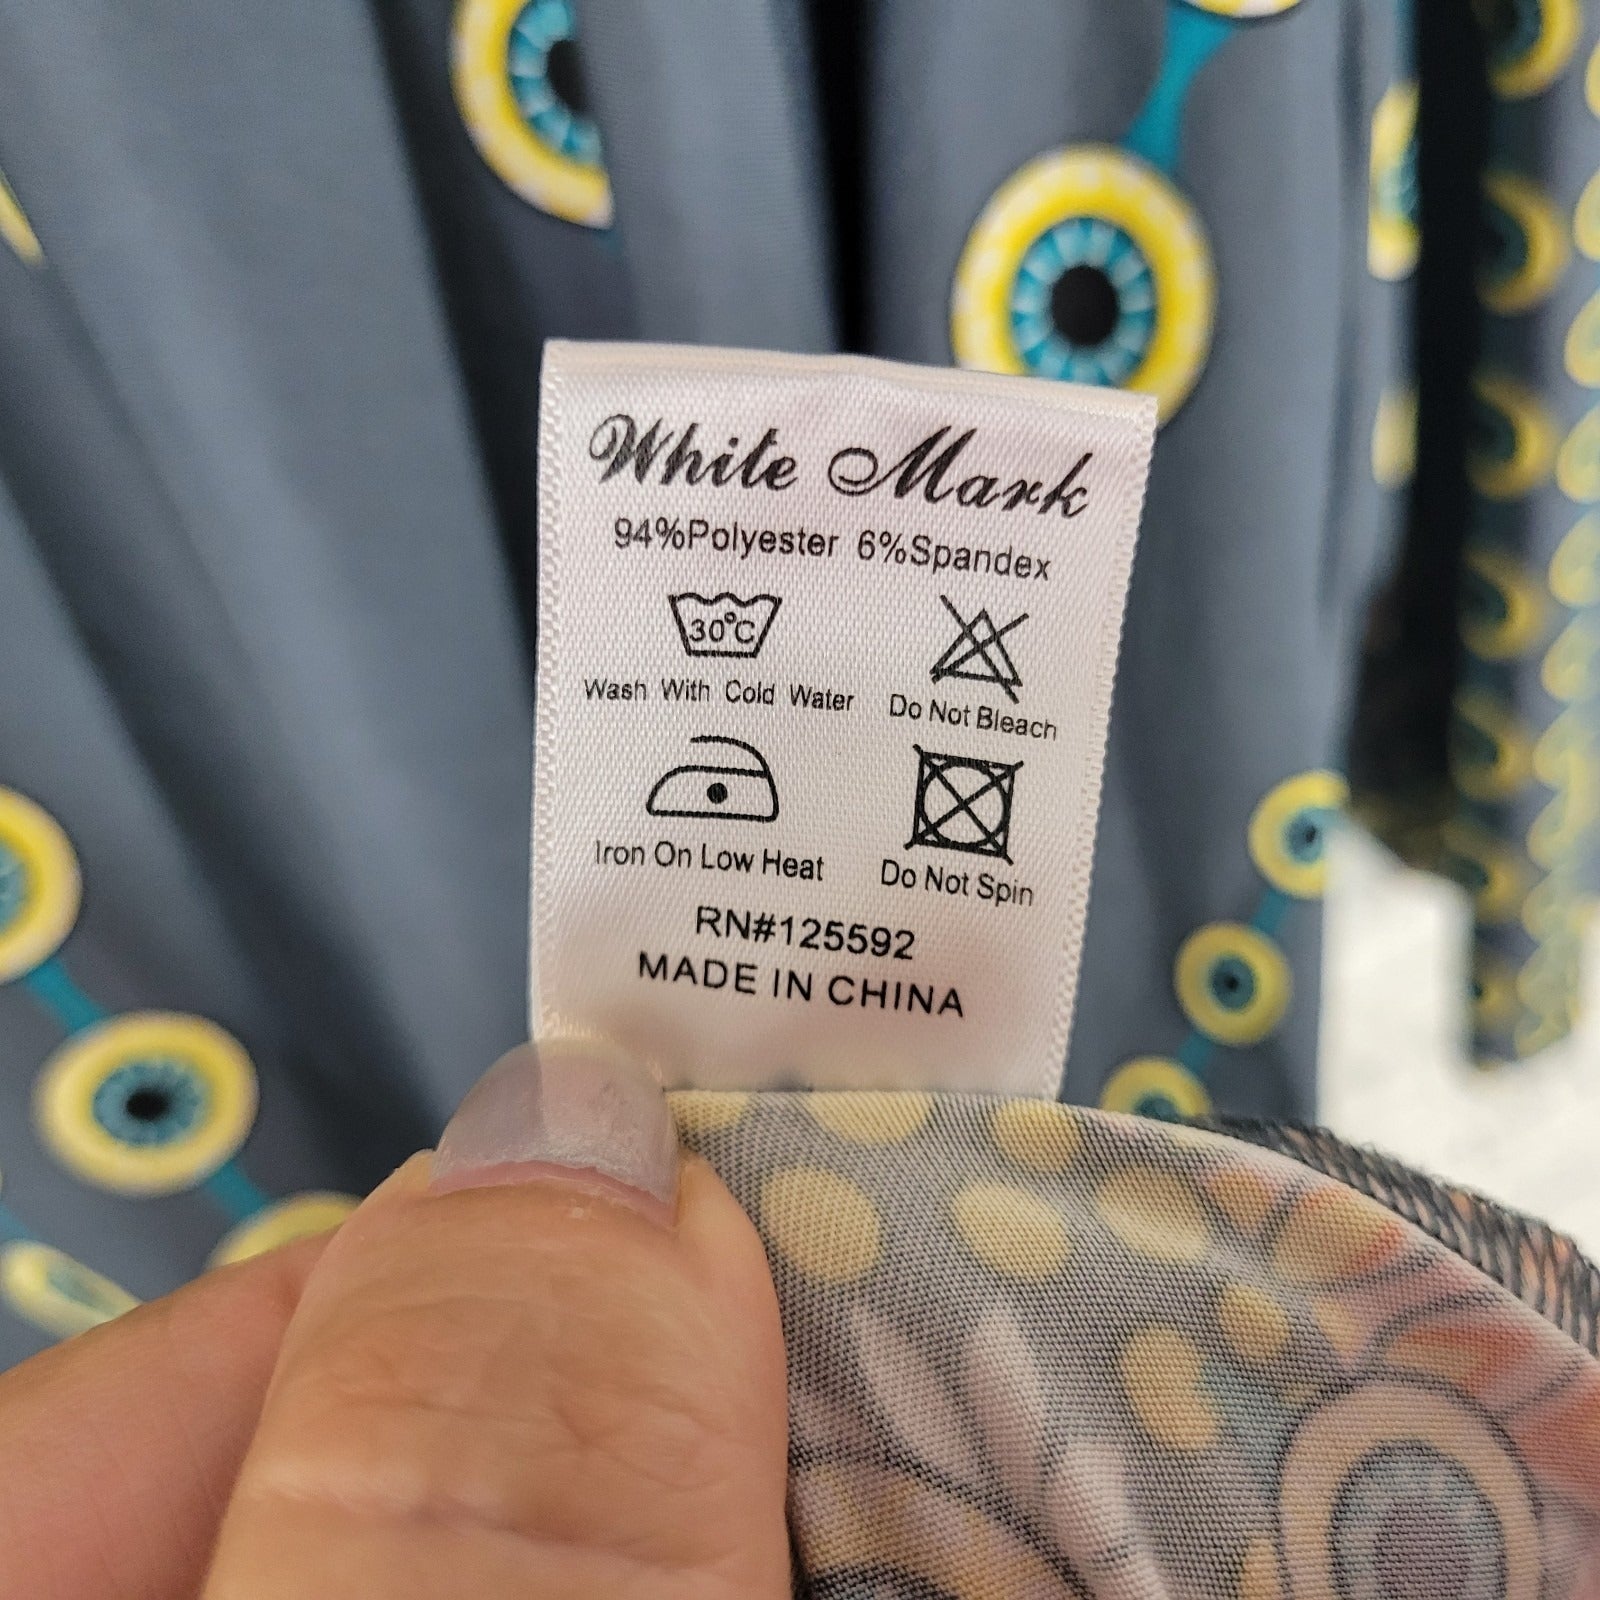 White Mark
94%Polyester 6%Spandex
30°C
Wash With Cold Water
Do Not Bleach
Iron On Low Heat
Do Not Spin
RN#125592
MADE IN CHINA